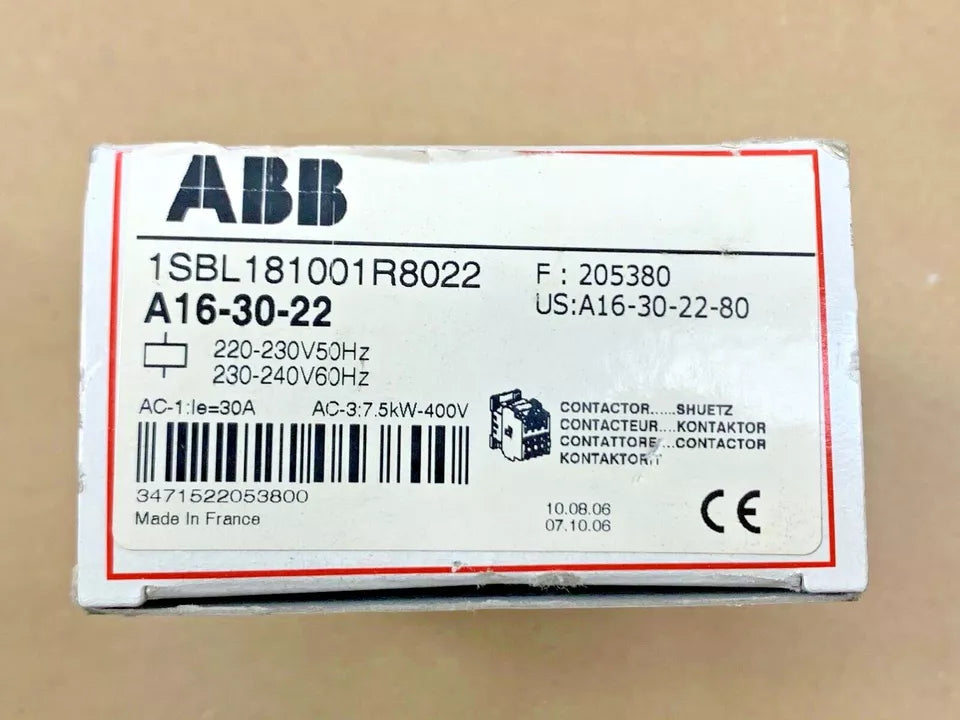 ABB
1SBL181001R8022
F : 205380
A16-30-22
US:A16-30-22-80
220-230V50Hz
230-240V60Hz
AC-1:Ie=30A
AC-3:7.5kW-400V
CONTACTOR......SHUETZ
CONTACTEUR....KONTAKTOR
CONTATTORE...CONTACTOR
KONTAKTORIT
3471522053800
Made In France
10.08.06
07.10.06
CE